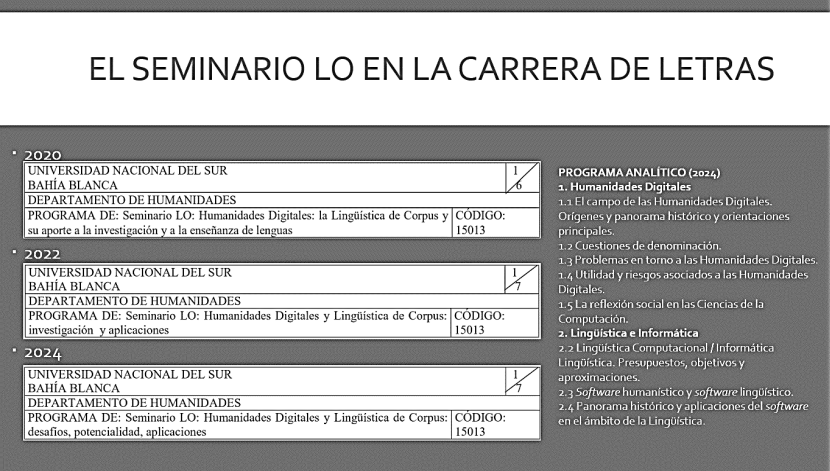 EL SEMINARIO LO EN LA CARRERA DE LETRAS
▪ 2020
UNIVERSIDAD NACIONAL DEL SUR
BAHÍA BLANCA
1/6
DEPARTAMENTO DE HUMANIDADES
PROGRAMA DE: Seminario LO: Humanidades Digitales: la Lingüística de Corpus y
su aporte a la investigación y a la enseñanza de lenguas
CÓDIGO:
15013
▪ 2022
UNIVERSIDAD NACIONAL DEL SUR
BAHÍA BLANCA
1/7
DEPARTAMENTO DE HUMANIDADES
PROGRAMA DE: Seminario LO: Humanidades Digitales y Lingüística de Corpus:
investigación y aplicaciones
CÓDIGO:
15013
▪ 2024
UNIVERSIDAD NACIONAL DEL SUR
BAHÍA BLANCA
1/7
DEPARTAMENTO DE HUMANIDADES
PROGRAMA DE: Seminario LO: Humanidades Digitales y Lingüística de Corpus:
desafíos, potencialidad, aplicaciones
CÓDIGO:
15013
PROGRAMA ANALÍTICO (2024)
1. Humanidades Digitales
1.1 El campo de las Humanidades Digitales.
Orígenes y panorama histórico y orientaciones
principales.
1.2 Cuestiones de denominación.
1.3 Problemas en torno a las Humanidades Digitales.
1.4 Utilidad y riesgos asociados a las Humanidades
Digitales.
1.5 La reflexión social en las Ciencias de la
Computación.
2. Lingüística e Informática
2.2 Lingüística Computacional / Informática
Lingüística. Presupuestos, objetivos y
aproximaciones.
2.3 Software humanístico y software lingüístico.
2.4 Panorama histórico y aplicaciones del software
en el ámbito de la Lingüística.